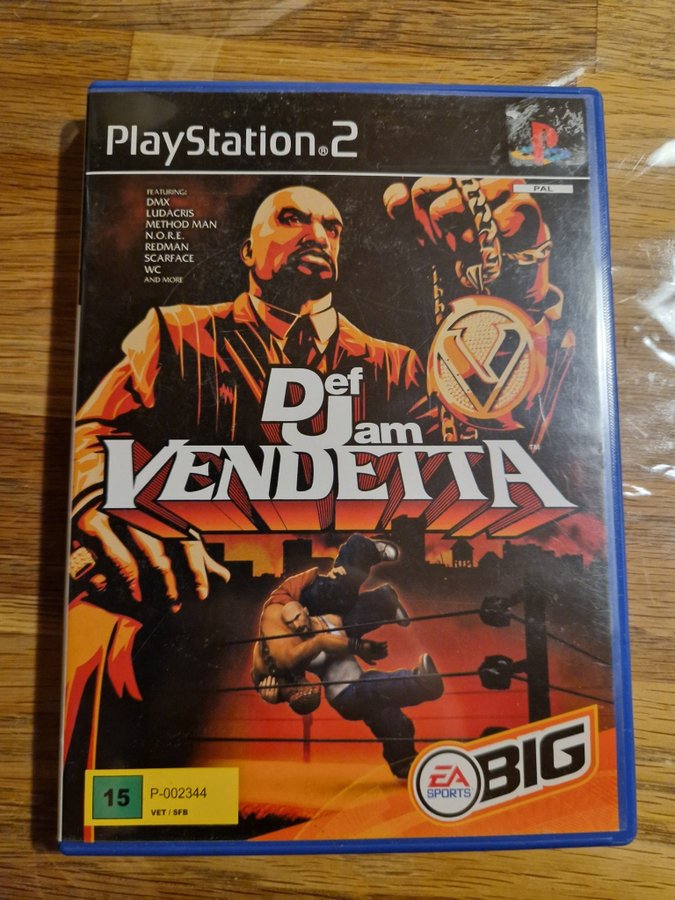 PlayStation®2
PAL
FEATURING:
DMX
LUDACRIS
METHOD MAN
N.O.R.E.
REDMAN
SCARFACE
WC
AND MORE
Def Jam
VENDETTA™
EA
SPORTS
BIG
15
P-002344
VET / SFB